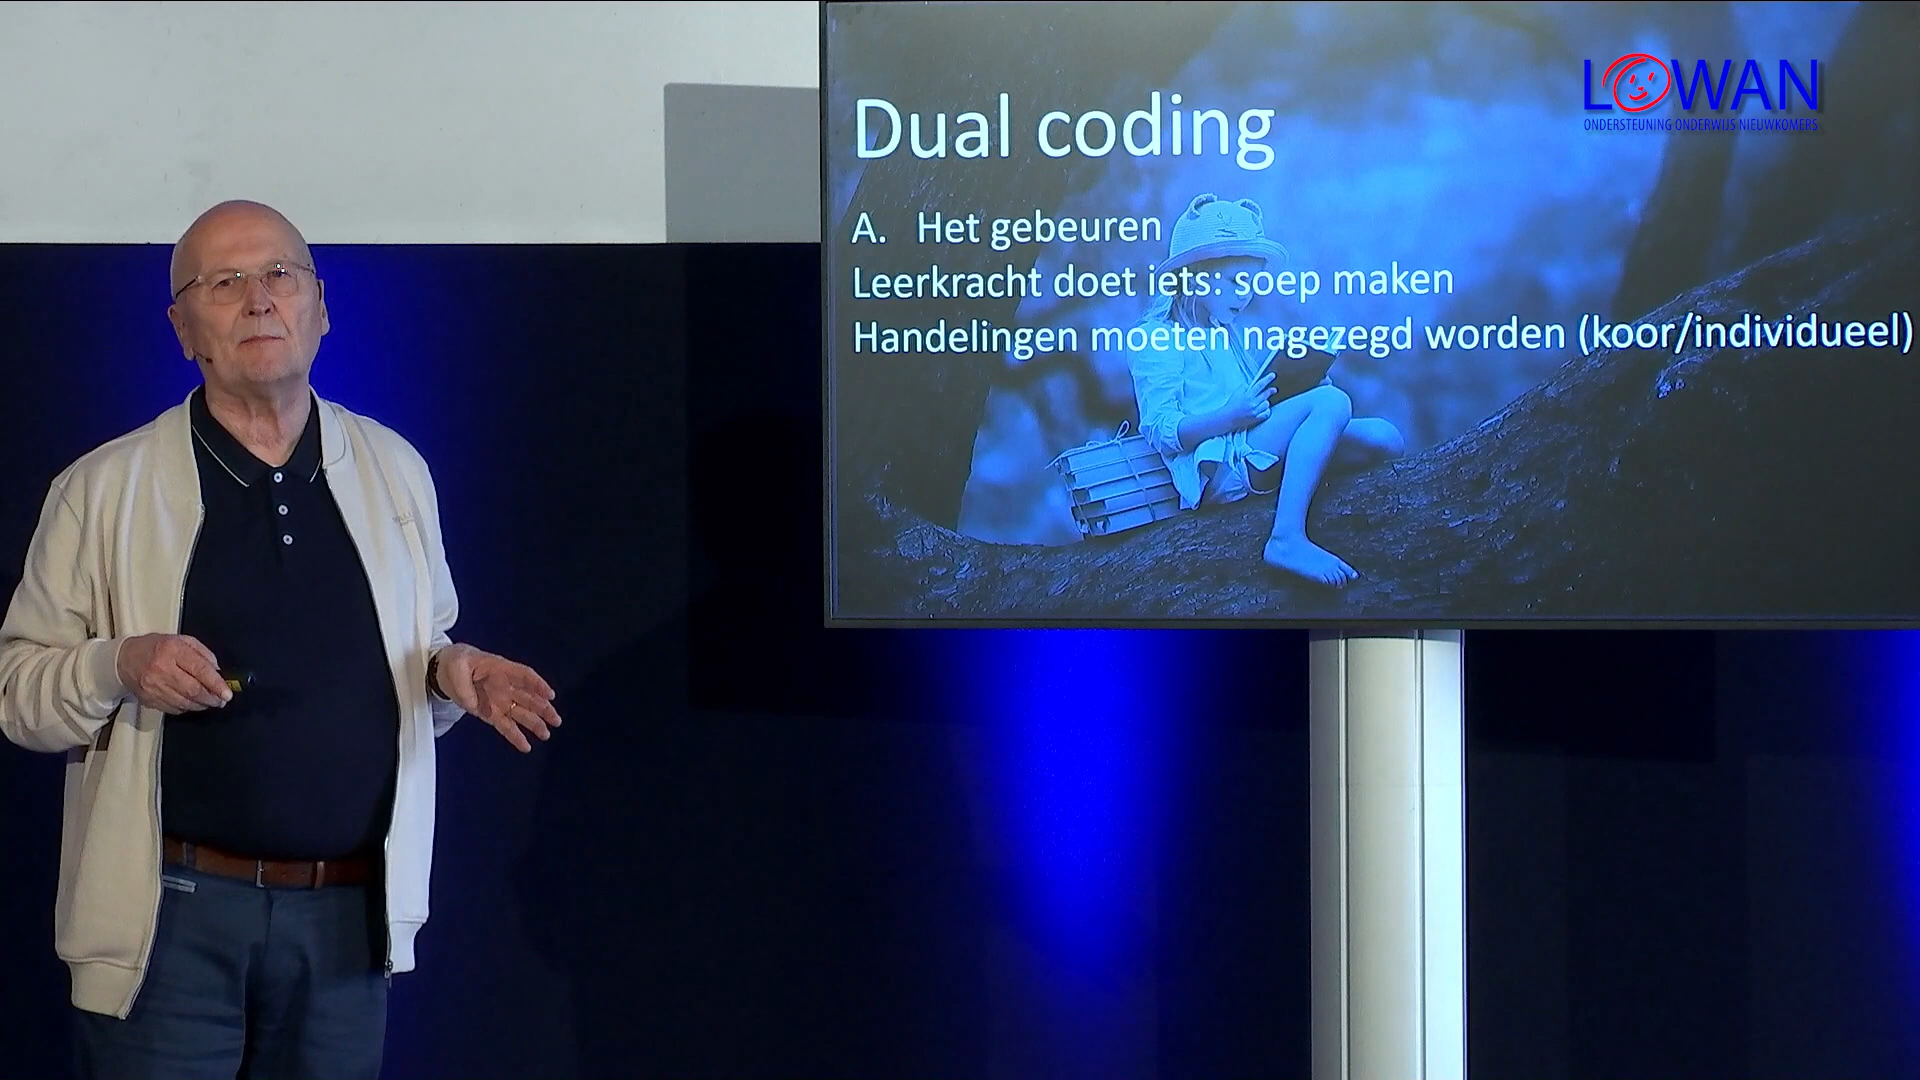 LOWAN
ONDERSTEUNING ONDERWIJS NIEUWKOMERS
Dual coding
A. Het gebeuren
Leerkracht doet iets: soep maken
Handelingen moeten nagezegd worden (koor/individueel)